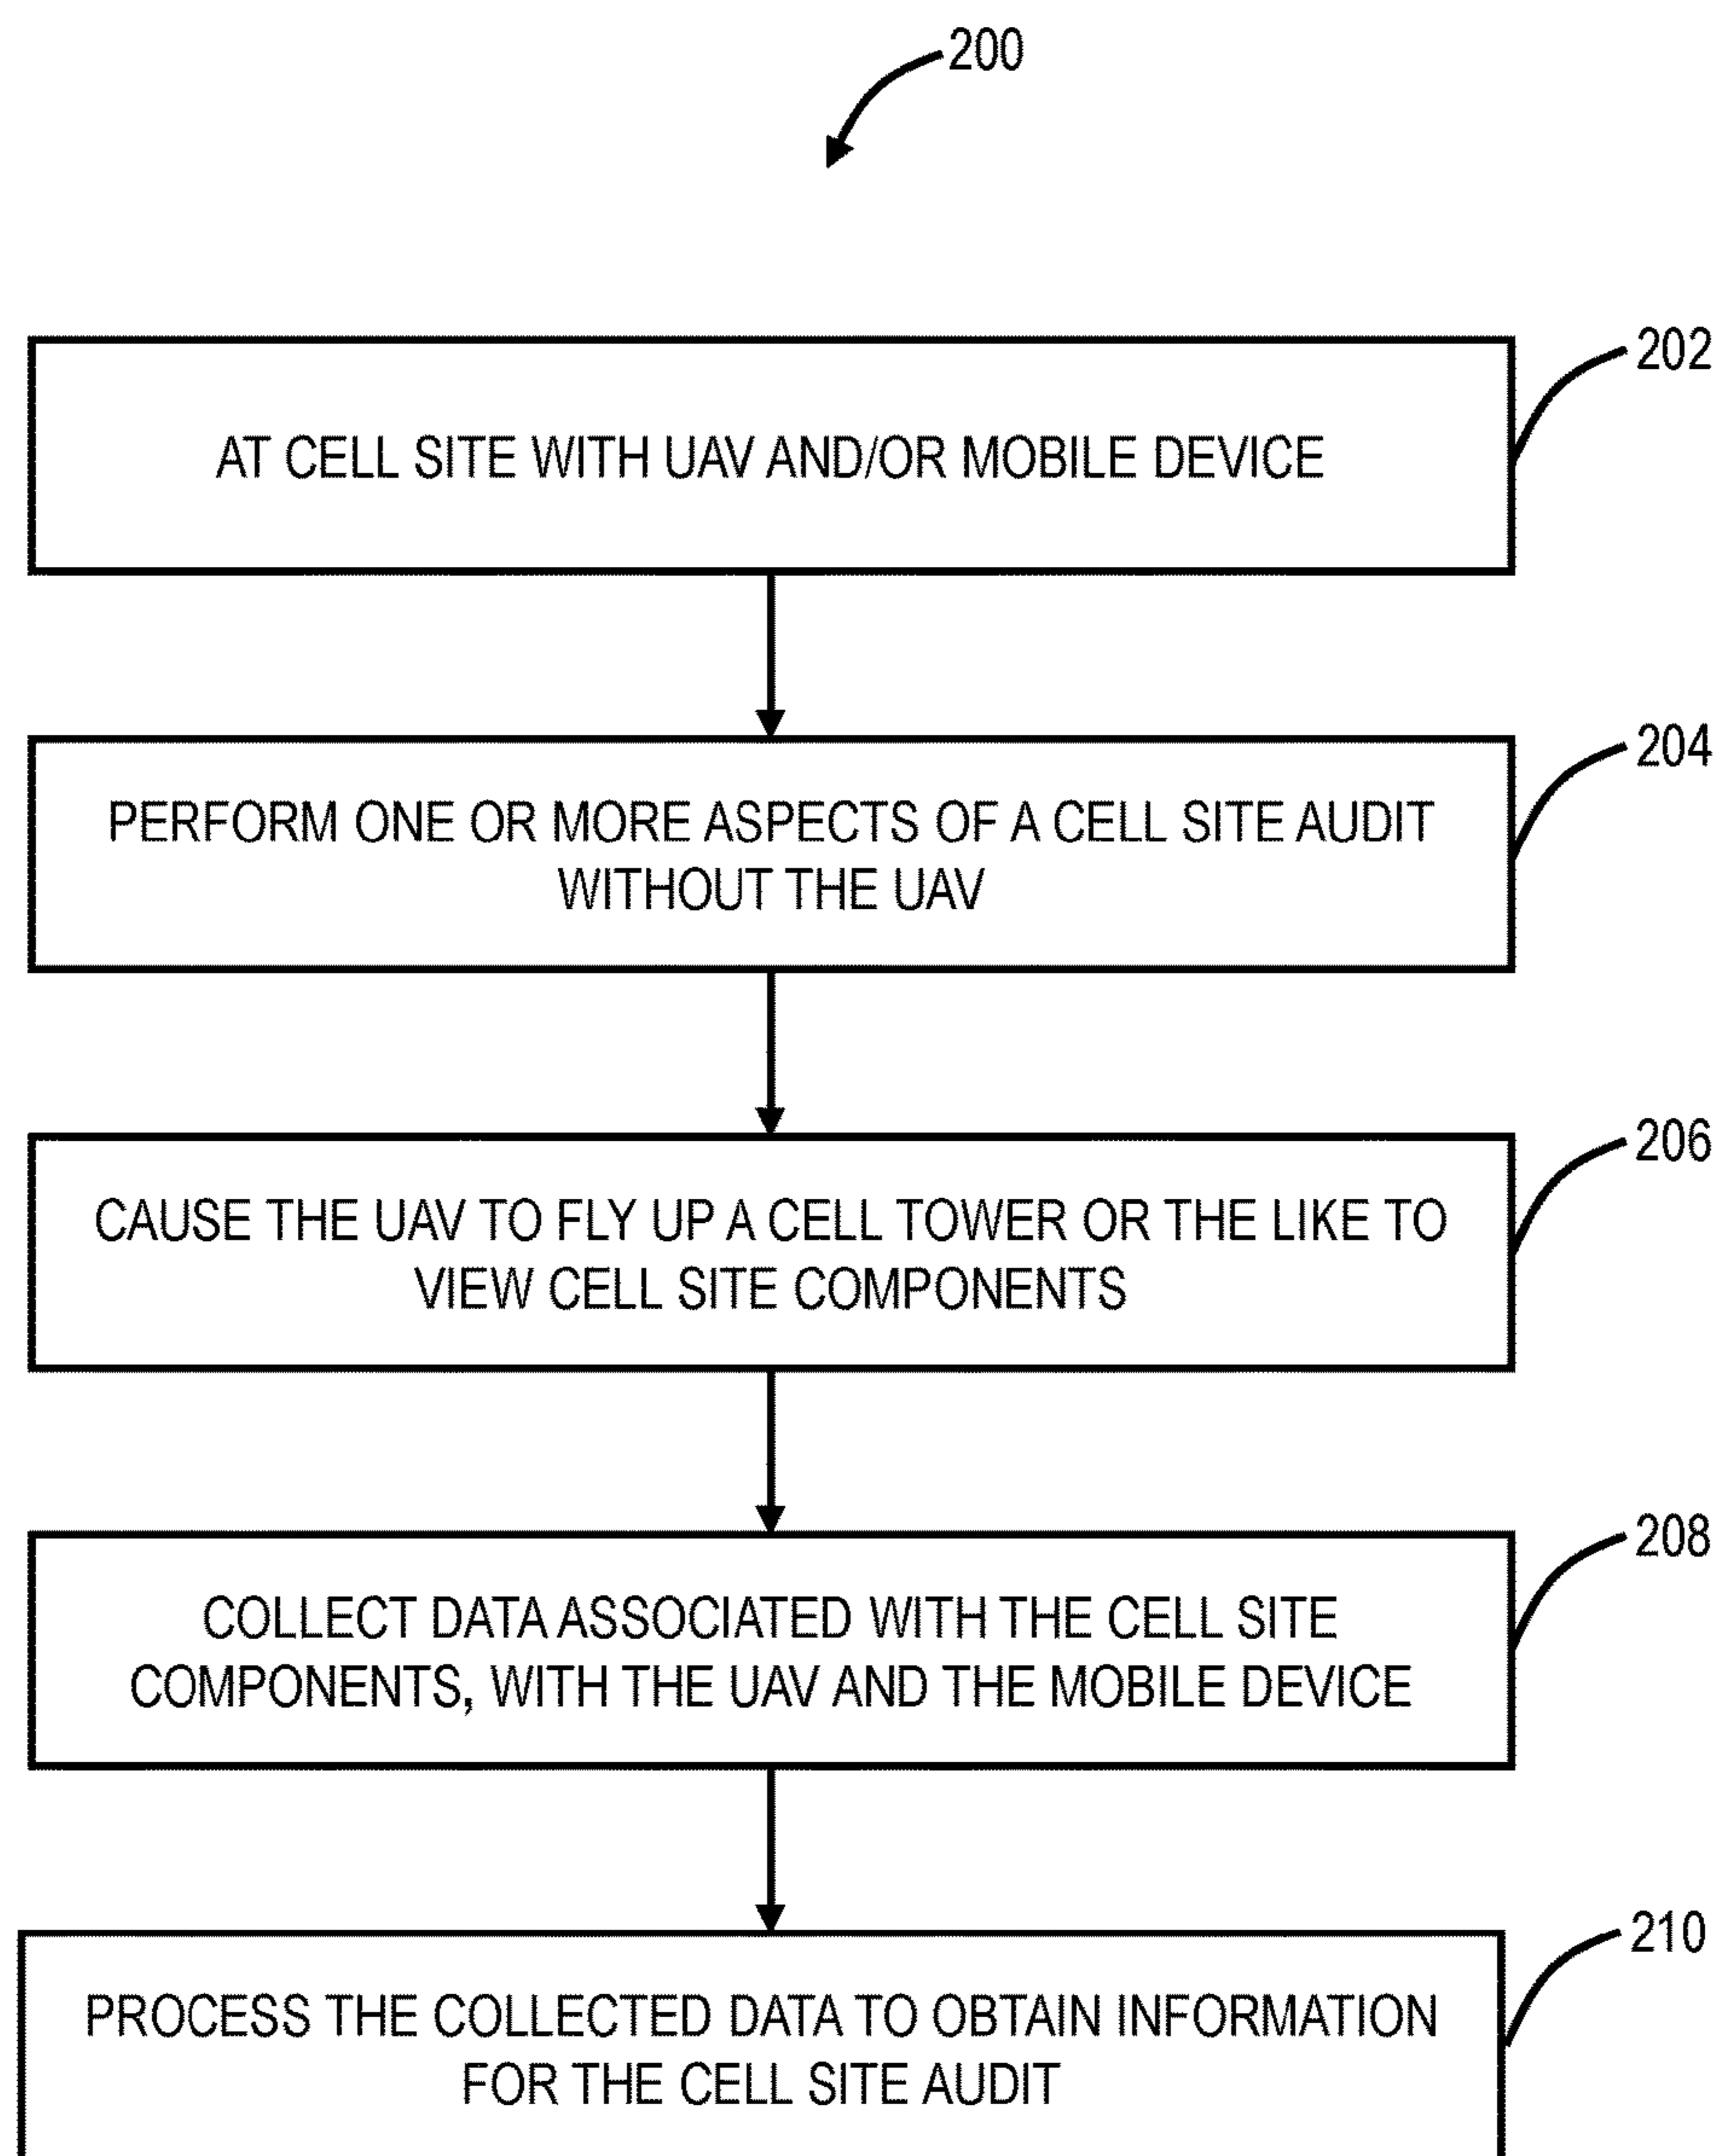 200
202
AT CELL SITE WITH UAV AND/OR MOBILE DEVICE
204
PERFORM ONE OR MORE ASPECTS OF A CELL SITE AUDIT
WITHOUT THE UAV
206
CAUSE THE UAV TO FLY UP A CELL TOWER OR THE LIKE TO
VIEW CELL SITE COMPONENTS
208
COLLECT DATA ASSOCIATED WITH THE CELL SITE
COMPONENTS, WITH THE UAV AND THE MOBILE DEVICE
210
PROCESS THE COLLECTED DATA TO OBTAIN INFORMATION
FOR THE CELL SITE AUDIT